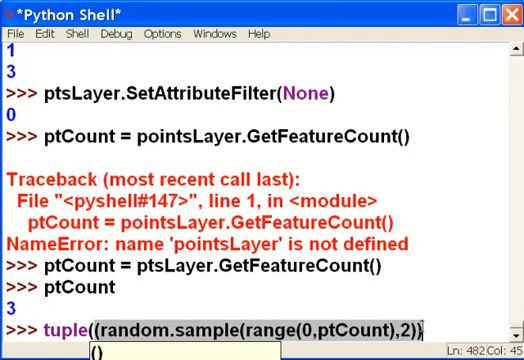 *Python Shell*
File Edit Shell Debug Options Windows Help
1
3
>>> ptsLayer.SetAttributeFilter(None)
0
>>> ptCount = pointsLayer.GetFeatureCount()
Traceback (most recent call last):
File "<pyshell#147>", line 1, in <module>
ptCount = pointsLayer.GetFeatureCount()
NameError: name 'pointsLayer' is not defined
>>> ptCount = ptsLayer.GetFeatureCount()
>>> ptCount
3
>>> tuple((random.sample(range(0,ptCount),2))
()
Ln: 482 Col: 45